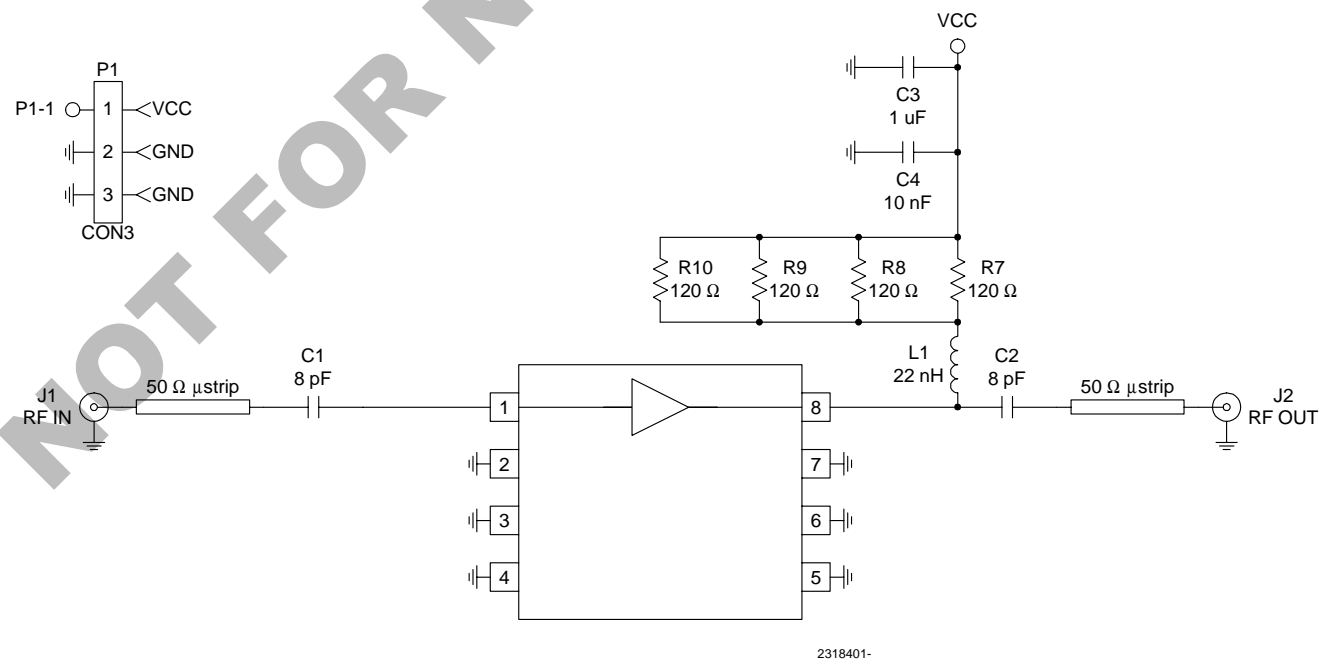 NOT FOR N
VCC
P1
P1-1
1
VCC
2
GND
3
GND
CON3
C3
1 uF
C4
10 nF
R10
120 Ω
R9
120 Ω
R8
120 Ω
R7
120 Ω
L1
22 nH
C1
8 pF
C2
8 pF
J1
RF IN
50 Ω μstrip
50 Ω μstrip
J2
RF OUT
1
8
2
7
3
6
4
5
2318401-